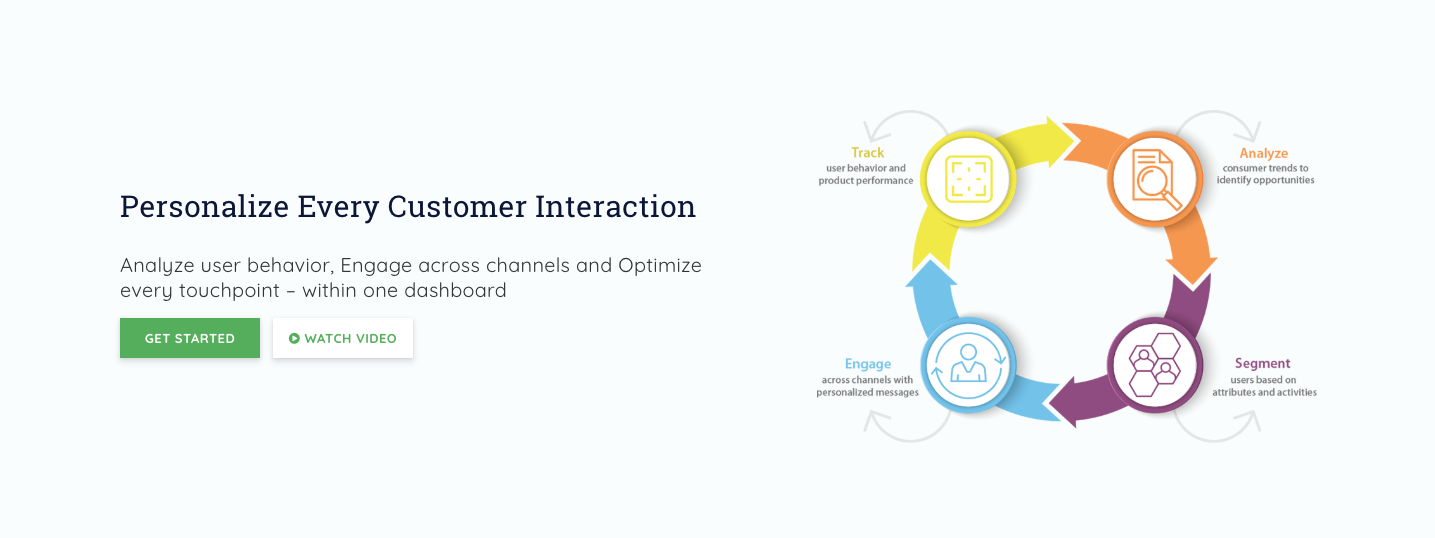 Personalize Every Customer Interaction
Analyze user behavior, Engage across channels and Optimize
every touchpoint – within one dashboard
GET STARTED
WATCH VIDEO
Track
user behavior and
product performance
Analyze
consumer trends to
identify opportunities
Engage
across channels with
personalized messages
Segment
users based on
attributes and activities